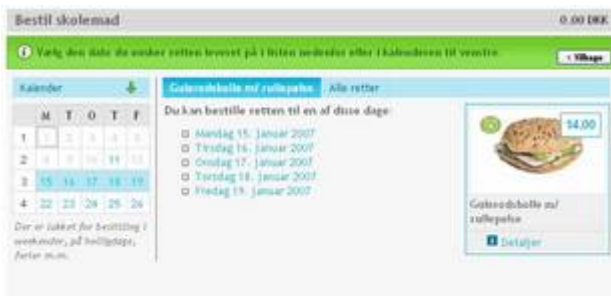 Bestil skolemad
0.00 DKK
Vælg den dato du ønsker retten leveret på i listen nedenfor eller i kalenderen til venstre.
< Tilbage
Kalender
Gulerodsbolle m/ rullepølse
Alle retter
M T O T F
1
2 11
3 15 16 17 18 19
4 22 23 24 25 26
Der er lukket for bestilling i
weekender, på helligdage,
ferier m.m.
Du kan bestille retten til en af disse dage:
Mandag 15. januar 2007
Tirsdag 16. januar 2007
Onsdag 17. januar 2007
Torsdag 18. januar 2007
Fredag 19. januar 2007
14,00
Gulerodsbolle m/
rullepølse
Detaljer